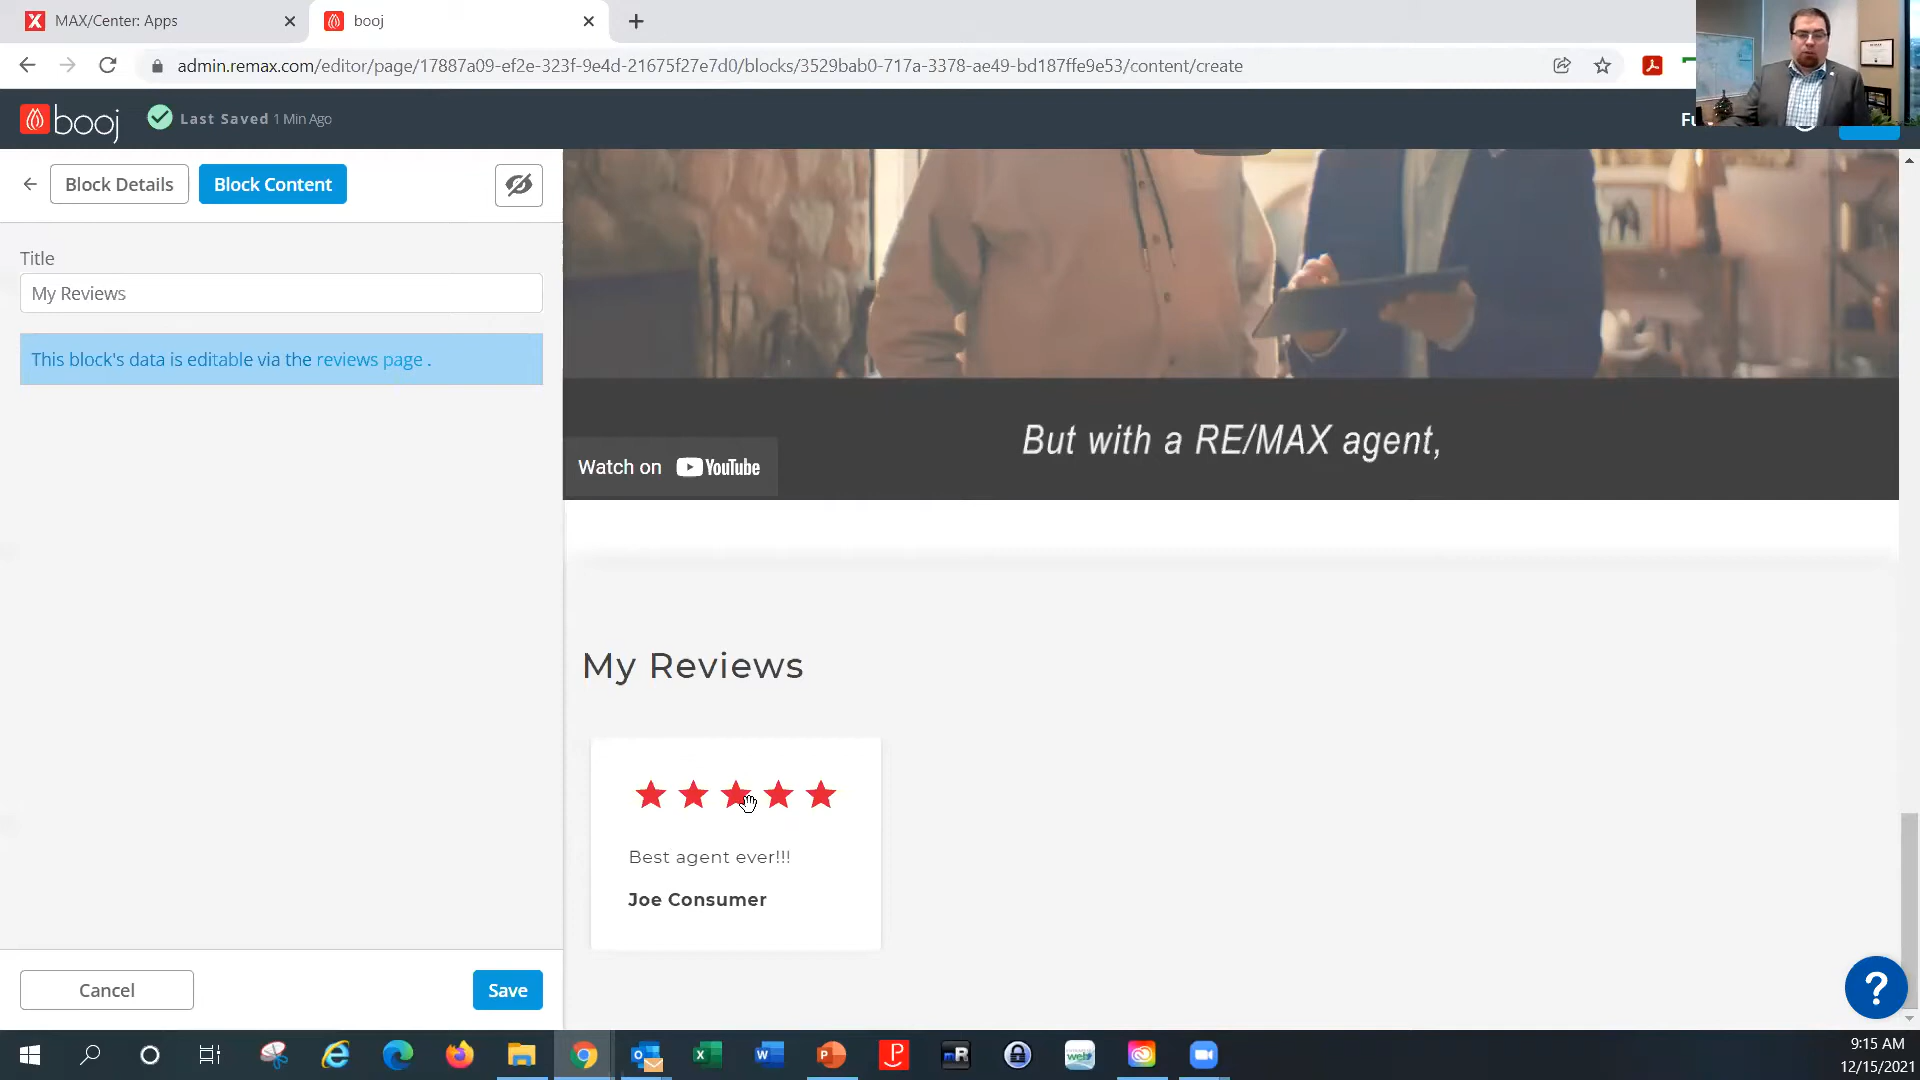 MAX/Center: Apps
booj
admin.remax.com/editor/page/17887a09-ef2e-323f-9e4d-21675f27e7d0/blocks/3529bab0-717a-3378-ae49-bd187ffe9e53/content/create
booj
Last Saved 1 Min Ago
Block Details
Block Content
Title
My Reviews
This block's data is editable via the reviews page .
But with a RE/MAX agent,
Watch on YouTube
My Reviews
Best agent ever!!!
Joe Consumer
Cancel
Save
?
9:15 AM
12/15/2021